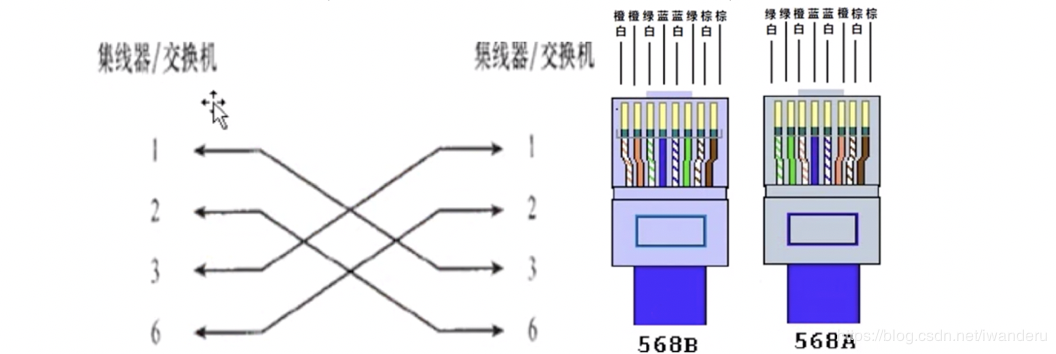 集线器/交换机
集线器/交换机
1 1
2 2
3 3
6 6
橙 橙 绿 蓝 蓝 绿 棕 棕
白 白 白 白
568B
绿 绿 橙 蓝 蓝 橙 棕 棕
白 白 白 白
568A
https://blog.csdn.net/iwanderu